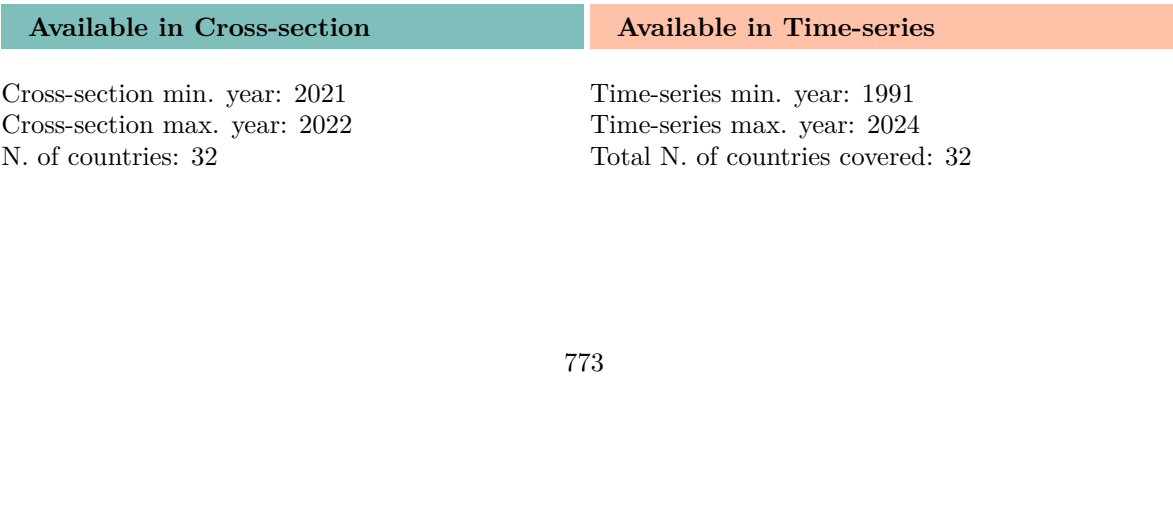 Available in Cross-section
Cross-section min. year: 2021
Cross-section max. year: 2022
N. of countries: 32
Available in Time-series
Time-series min. year: 1991
Time-series max. year: 2024
Total N. of countries covered: 32
773